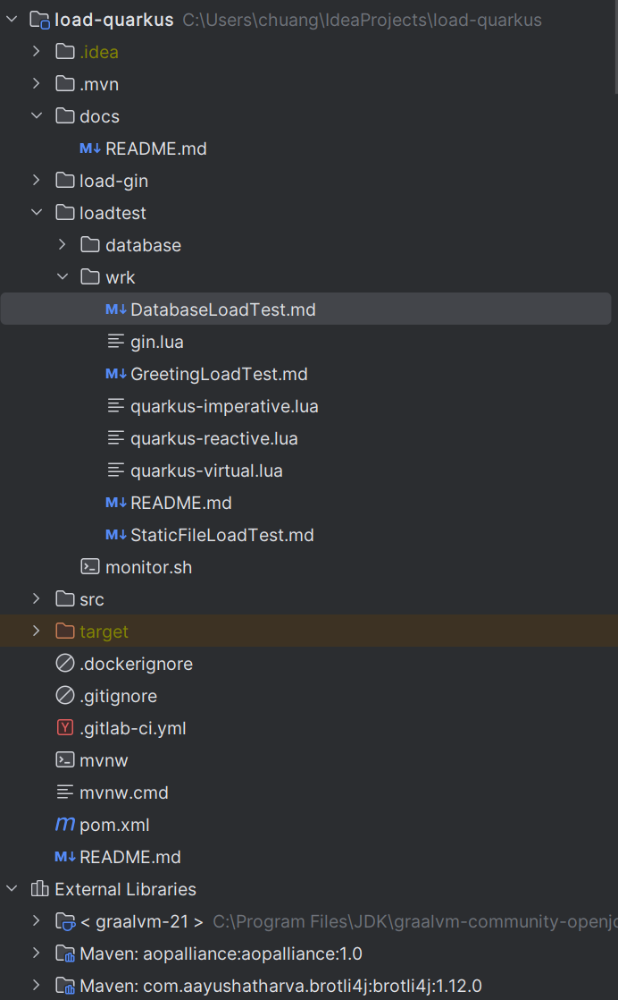 load-quarkus C:\Users\chuang\IdeaProjects\load-quarkus
.idea
.mvn
docs
M↓ README.md
load-gin
loadtest
database
wrk
M↓ DatabaseLoadTest.md
gin.lua
M↓ GreetingLoadTest.md
quarkus-imperative.lua
quarkus-reactive.lua
quarkus-virtual.lua
M↓ README.md
M↓ StaticFileLoadTest.md
monitor.sh
src
target
.dockerignore
.gitignore
Y .gitlab-ci.yml
mvnw
mvnw.cmd
m pom.xml
M↓ README.md
External Libraries
< graalvm-21 > C:\Program Files\JDK\graalvm-community-openjd
Maven: aopalliance:aopalliance:1.0
Maven: com.aayushatharva.brotli4j:brotli4j:1.12.0